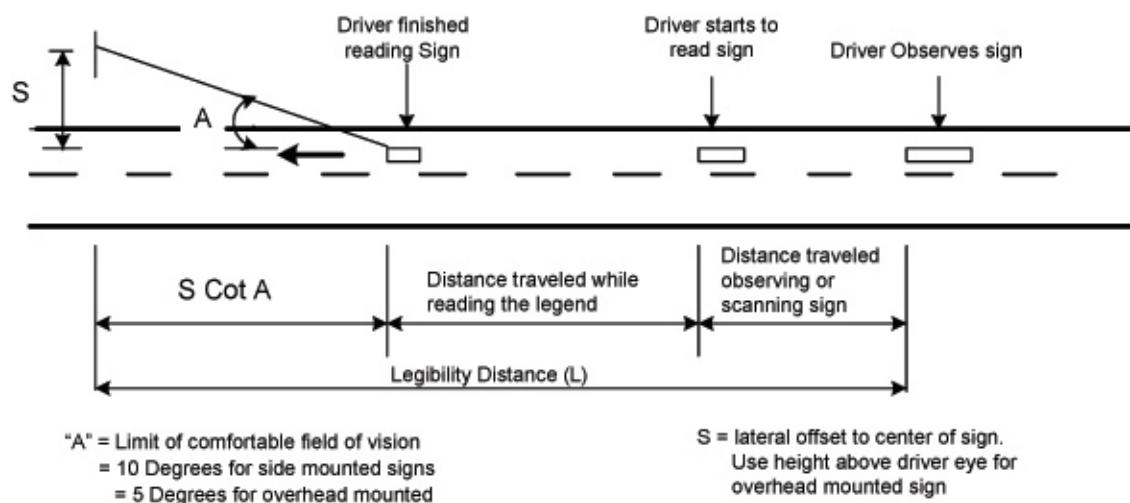 Driver finished
reading Sign
Driver starts to
read sign
Driver Observes sign
S
A
S Cot A
Distance traveled while
reading the legend
Distance traveled
observing or
scanning sign
Legibility Distance (L)
"A" = Limit of comfortable field of vision
= 10 Degrees for side mounted signs
= 5 Degrees for overhead mounted
S = lateral offset to center of sign.
Use height above driver eye for
overhead mounted sign